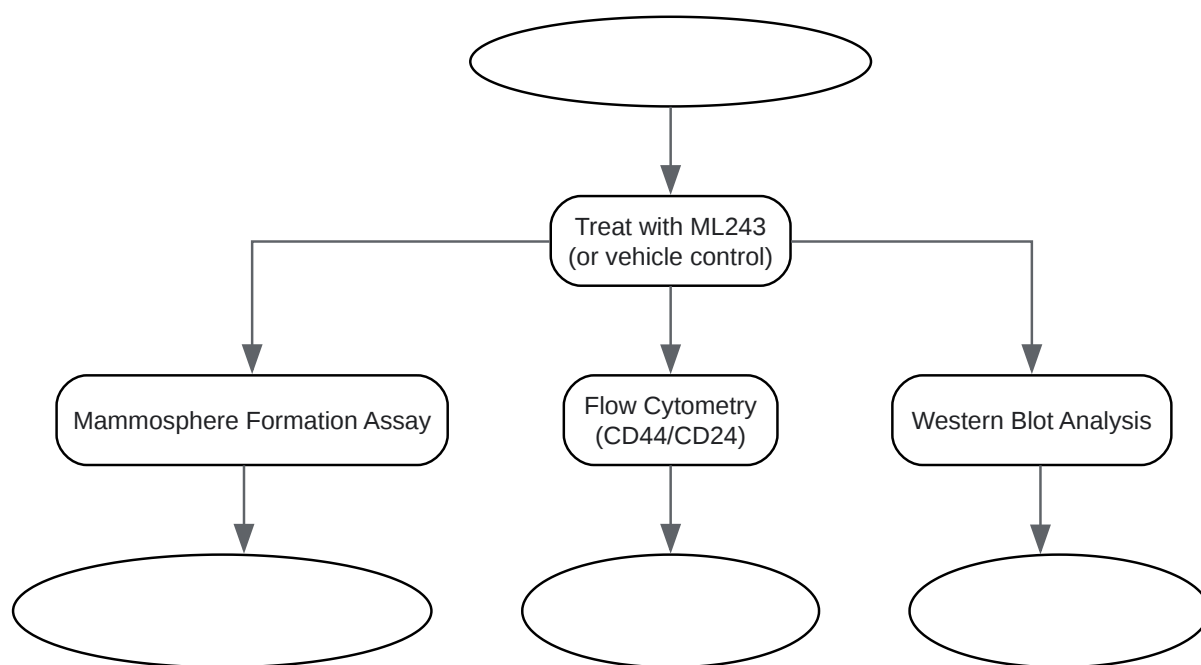 Treat with ML243
(or vehicle control)
Mammosphere Formation Assay
Flow Cytometry
(CD44/CD24)
Western Blot Analysis